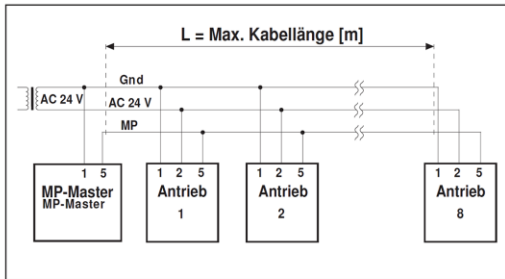 L = Max. Kabellänge [m]
Gnd
AC 24 V
AC 24 V
MP
1 5
1 2 5
1 2 5
1 2 5
MP-Master
MP-Master
Antrieb
1
Antrieb
2
Antrieb
8